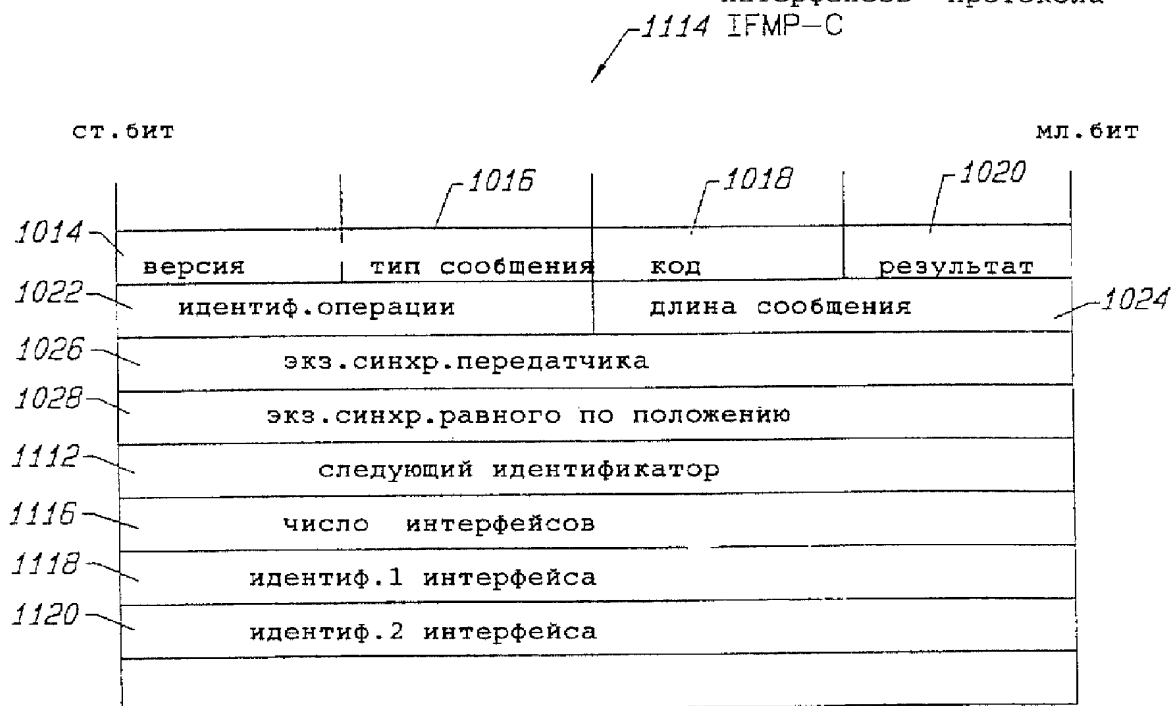 интерфейсов протокола
1114 IFMP-C
ст.бит мл.бит
1016 1018 1020
1014
версия тип сообщения код результат
1022 идентиф.операции длина сообщения 1024
1026 экз.синхр.передатчика
1028 экз.синхр.равного по положению
1112 следующий идентификатор
1116 число интерфейсов
1118 идентиф.1 интерфейса
1120 идентиф.2 интерфейса